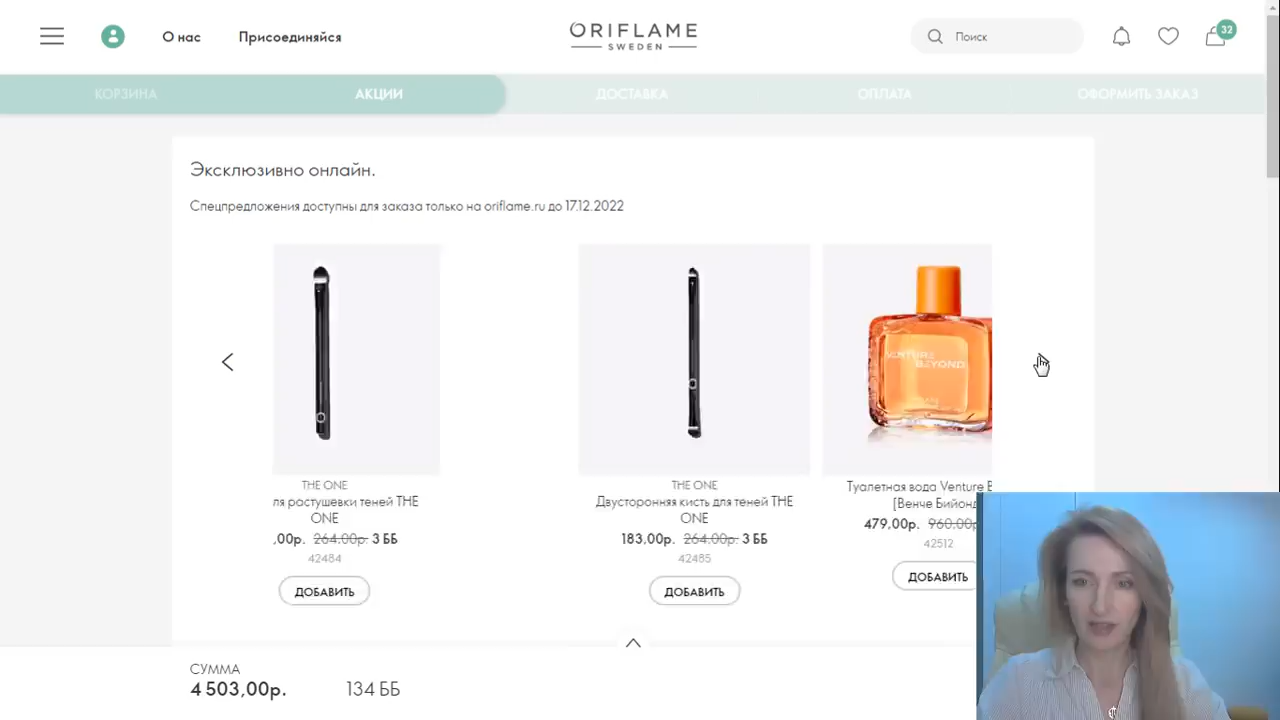 О нас
Присоединяйся
ORIFLAME
SWEDEN
Поиск
32
КОРЗИНА
АКЦИИ
ДОСТАВКА
ОПЛАТА
ОФОРМИТЬ ЗАКАЗ
Эксклюзивно онлайн.
Спецпредложения доступны для заказа только на oriflame.ru до 17.12.2022
VENTURE
BEYOND
THE ONE
ля растушевки теней THE
ONE
,00р. 264,00р. 3 ББ
42484
ДОБАВИТЬ
THE ONE
Двусторонняя кисть для теней THE
ONE
183,00р. 264,00р. 3 ББ
42485
ДОБАВИТЬ
Туалетная вода Venture B
[Венче Бийонд
479,00р. 960,00р
42512
ДОБАВИТЬ
СУММА
4 503,00р.
134 ББ